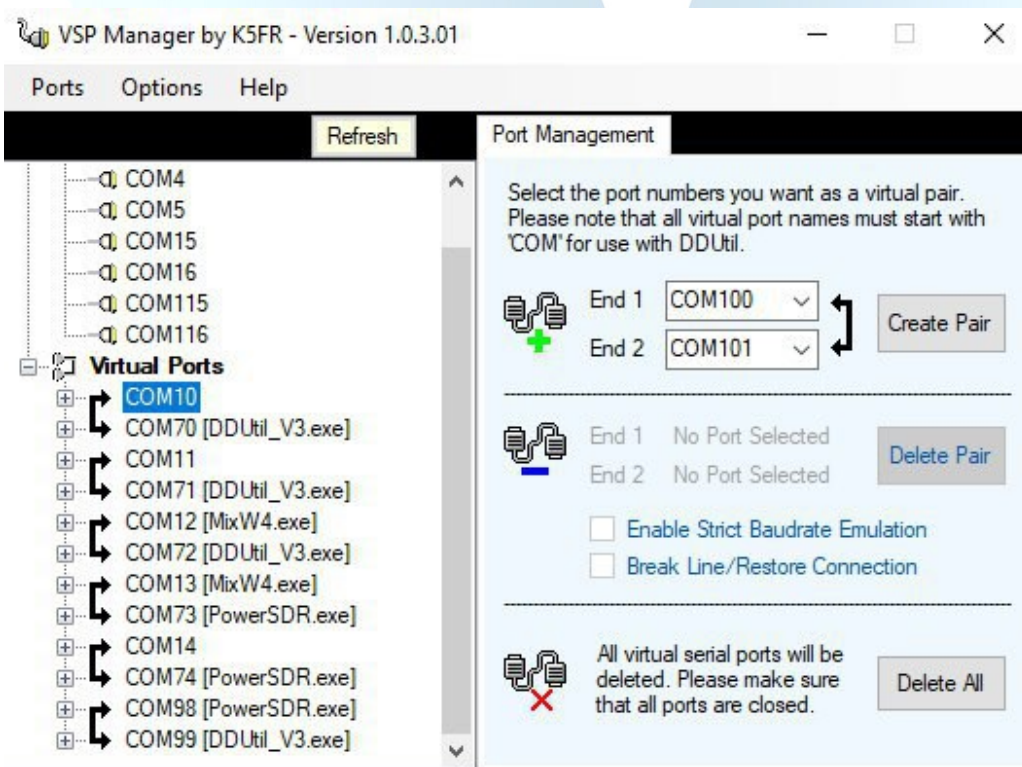 VSP Manager by K5FR - Version 1.0.3.01
Ports Options Help
Refresh
COM4
COM5
COM15
COM16
COM115
COM116
Virtual Ports
COM10
COM70 [DDUtil_V3.exe]
COM11
COM71 [DDUtil_V3.exe]
COM12 [MixW4.exe]
COM72 [DDUtil_V3.exe]
COM13 [MixW4.exe]
COM73 [PowerSDR.exe]
COM14
COM74 [PowerSDR.exe]
COM98 [PowerSDR.exe]
COM99 [DDUtil_V3.exe]
Port Management
Select the port numbers you want as a virtual pair.
Please note that all virtual port names must start with
'COM' for use with DDUtil.
End 1 COM100
End 2 COM101
Create Pair
End 1 No Port Selected
End 2 No Port Selected
Delete Pair
Enable Strict Baudrate Emulation
Break Line/Restore Connection
All virtual serial ports will be
deleted. Please make sure
that all ports are closed.
Delete All